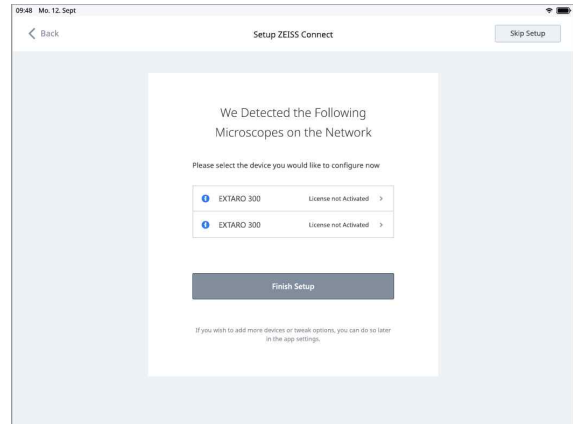 09:48 Mo. 12. Sept
Back
Setup ZEISS Connect
Skip Setup
We Detected the Following
Microscopes on the Network
Please select the device you would like to configure now
EXTARO 300 License not Activated
EXTARO 300 License not Activated
Finish Setup
If you wish to add more devices or tweak options, you can do so later
in the app settings.